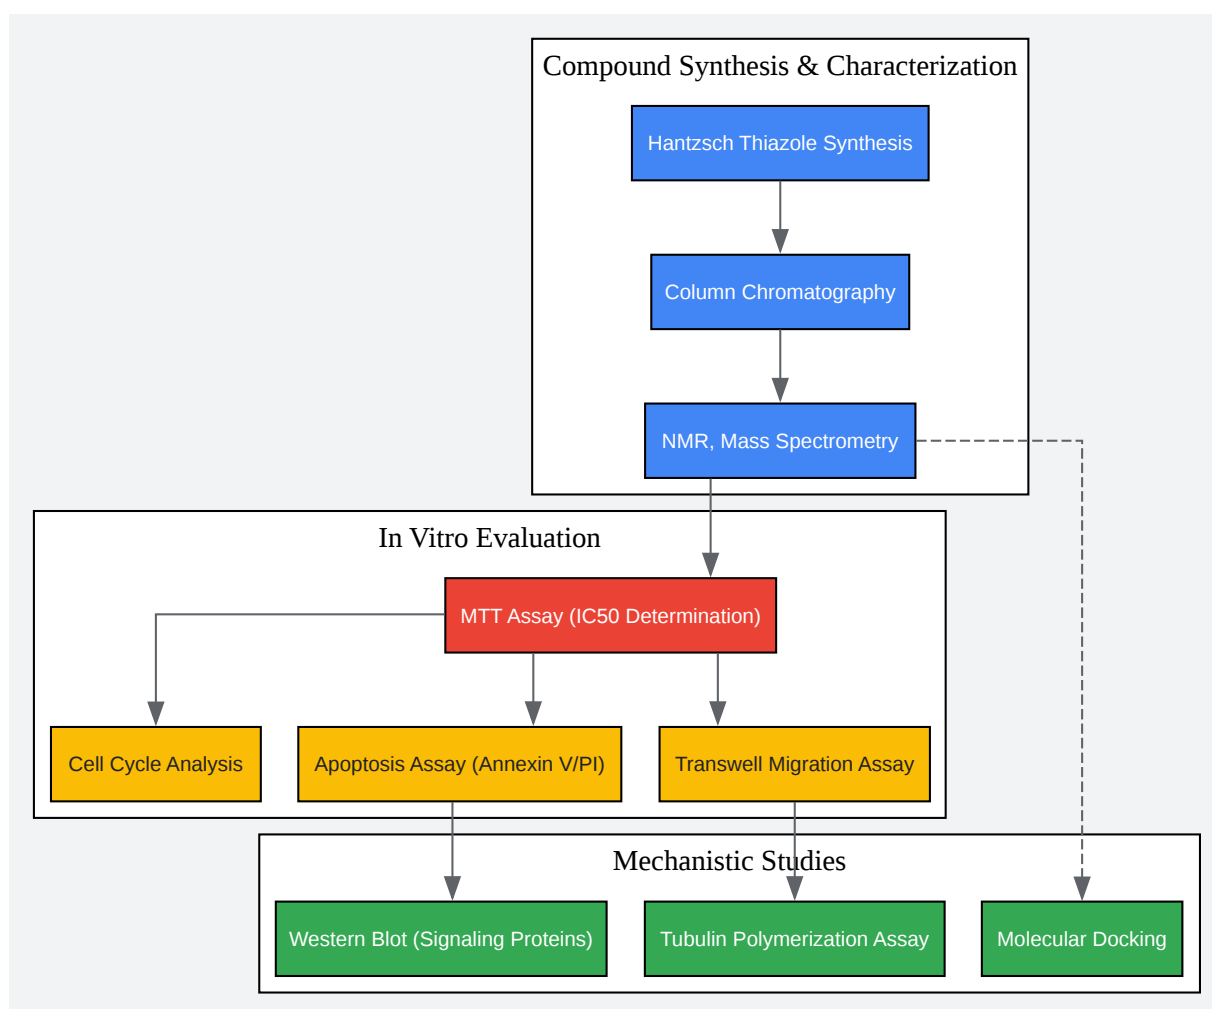 Compound Synthesis & Characterization
Hantzsch Thiazole Synthesis
Column Chromatography
NMR, Mass Spectrometry
In Vitro Evaluation
MTT Assay (IC50 Determination)
Cell Cycle Analysis
Apoptosis Assay (Annexin V/PI)
Transwell Migration Assay
Mechanistic Studies
Western Blot (Signaling Proteins)
Tubulin Polymerization Assay
Molecular Docking